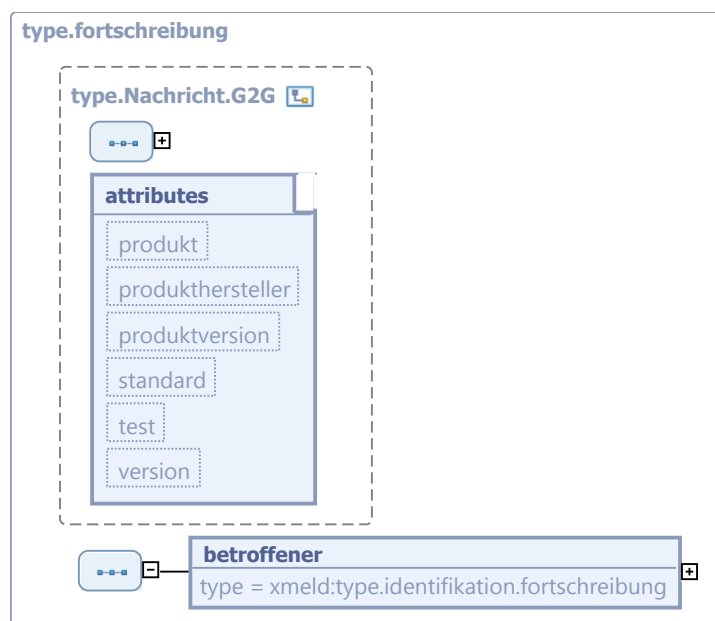 type.fortschreibung
type.Nachricht.G2G
attributes
produkt
produkthersteller
produktversion
standard
test
version
betroffener
type = xmeld:type.identifikation.fortschreibung